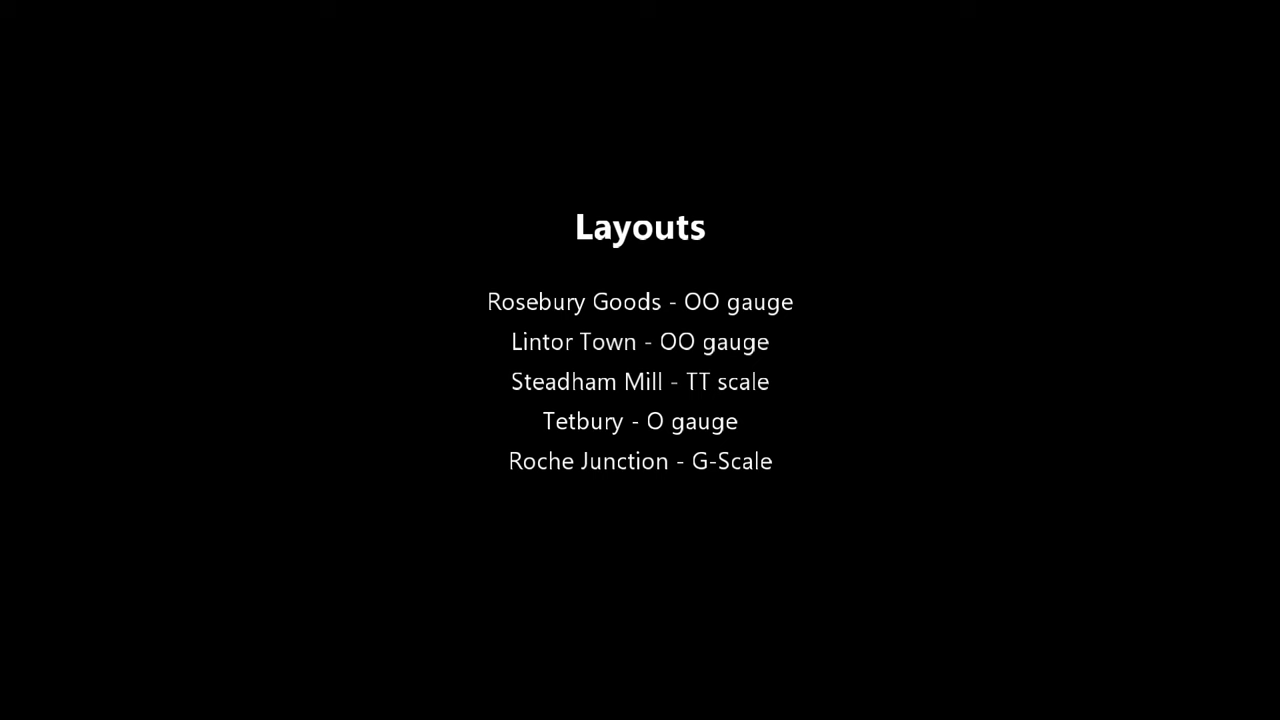 Layouts
Rosebury Goods - OO gauge
Lintor Town - OO gauge
Steadham Mill - TT scale
Tetbury - O gauge
Roche Junction - G-Scale